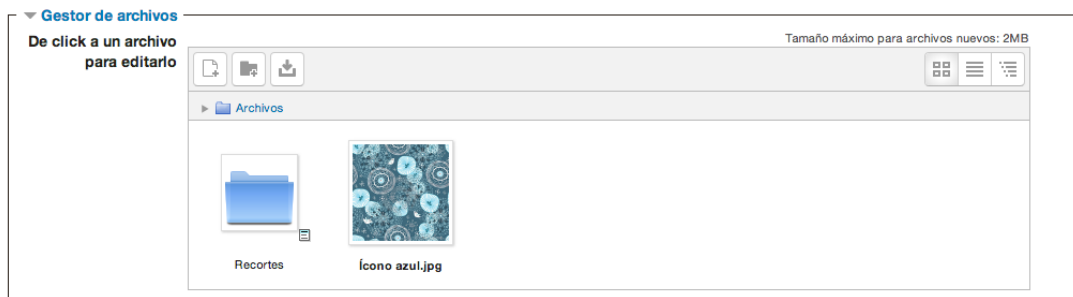 Gestor de archivos
De click a un archivo
para editarlo
Tamaño máximo para archivos nuevos: 2MB
Archivos
Recortes
Ícono azul.jpg